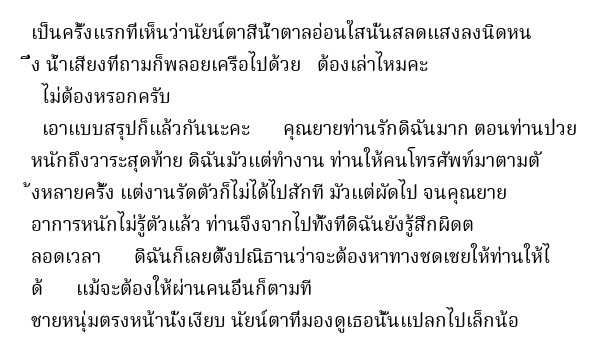 เป็นครั้งแรกที่เห็นว่านัยน์ตาสีน้ำตาลอ่อนใสนั้นสลดแสงลงนิดหน
ึ่ง น้ำเสียงที่ถามก็พลอยเครือไปด้วย   ต้องเล่าไหมคะ
  ไม่ต้องหรอกครับ
  เอาแบบสรุปก็แล้วกันนะคะ      คุณยายท่านรักดิฉันมาก ตอนท่านป่วย
หนักถึงวาระสุดท้าย ดิฉันมัวแต่ทำงาน ท่านให้คนโทรศัพท์มาตามตั
้งหลายครั้ง แต่งานรัดตัวก็ไม่ได้ไปสักที มัวแต่ผัดไป จนคุณยาย
อาการหนักไม่รู้ตัวแล้ว ท่านจึงจากไปทั้งที่ดิฉันยังรู้สึกผิดต
ลอดเวลา      ดิฉันก็เลยตั้งปณิธานว่าจะต้องหาทางชดเชยให้ท่านให้ไ
ด้      แม้จะต้องให้ผ่านคนอื่นก็ตามที
ชายหนุ่มตรงหน้านั่งเงียบ นัยน์ตาที่มองดูเธอนั้นแปลกไปเล็กน้อ